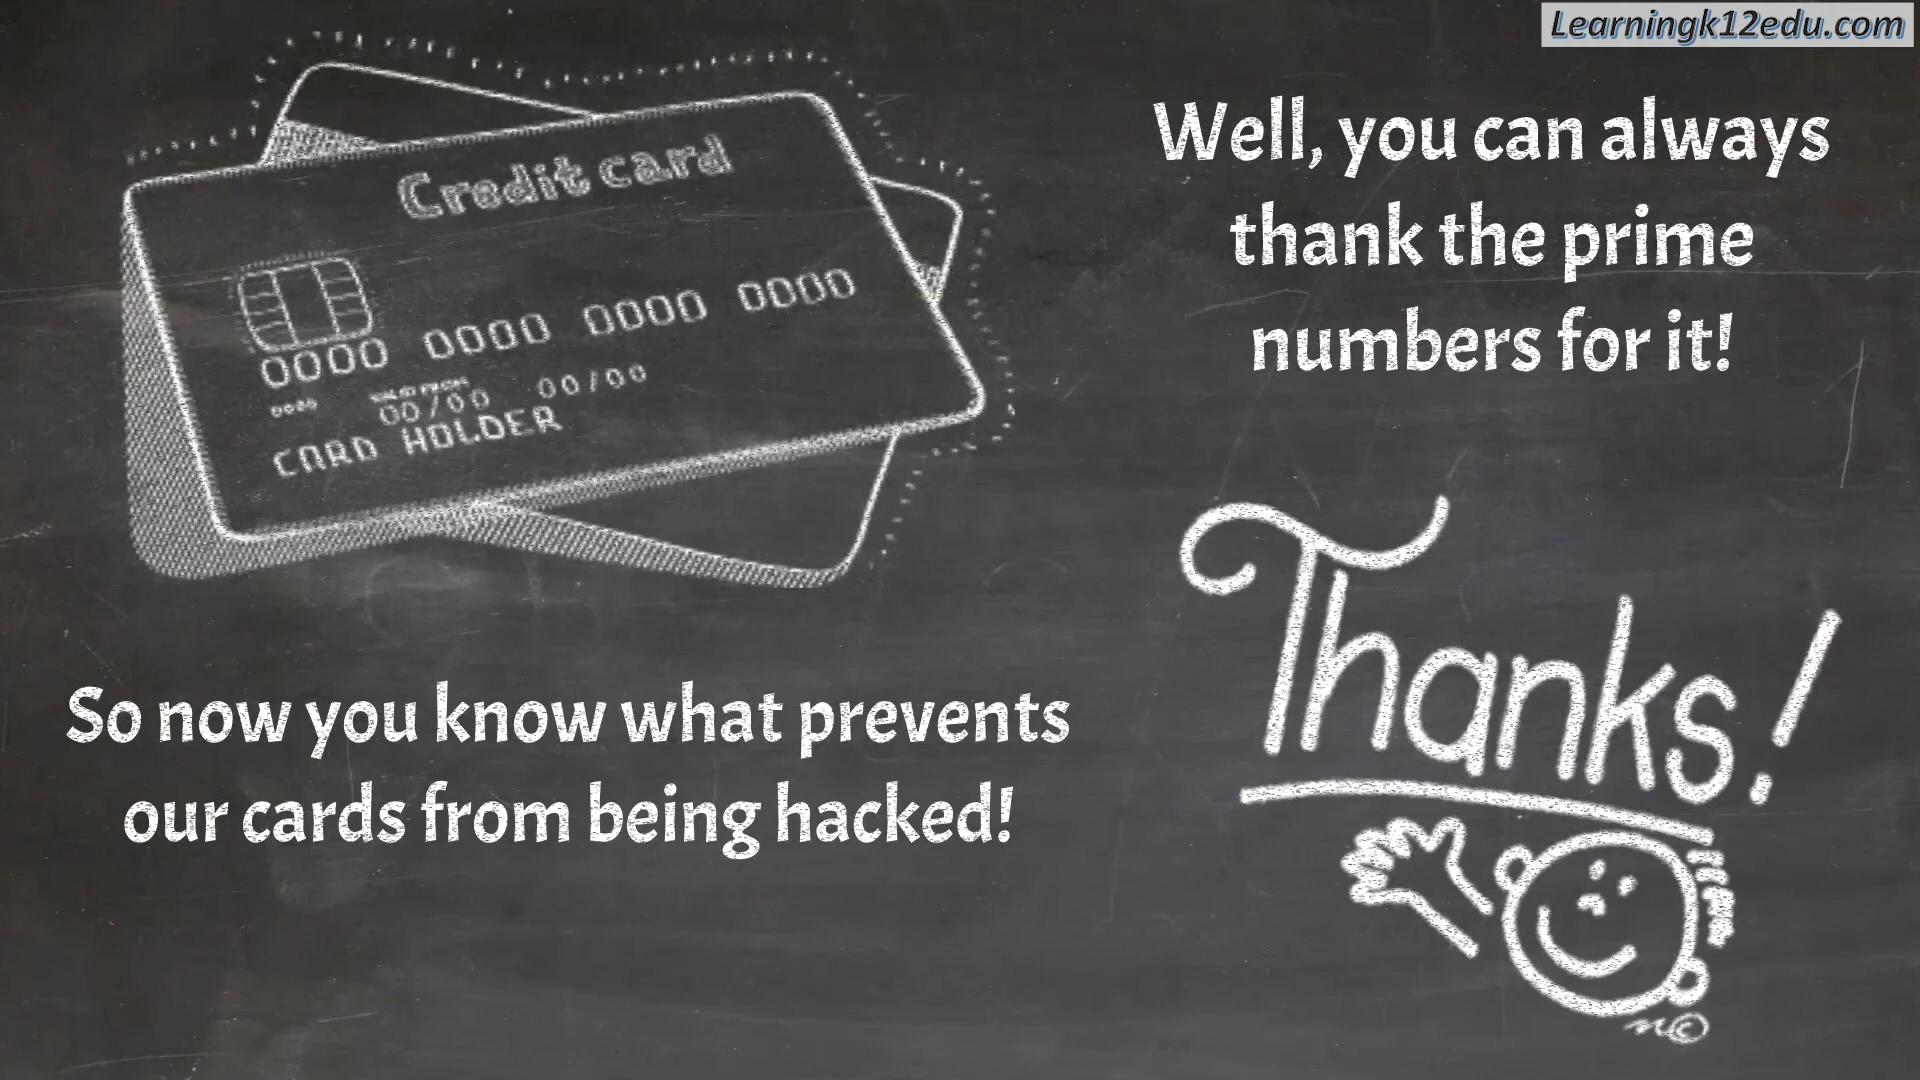 Learningk12edu.com
Credit card
0000 0000 0000 0000
00/00 00/00
CARD HOLDER
Well, you can always
thank the prime
numbers for it!
So now you know what prevents
our cards from being hacked!
Thanks!